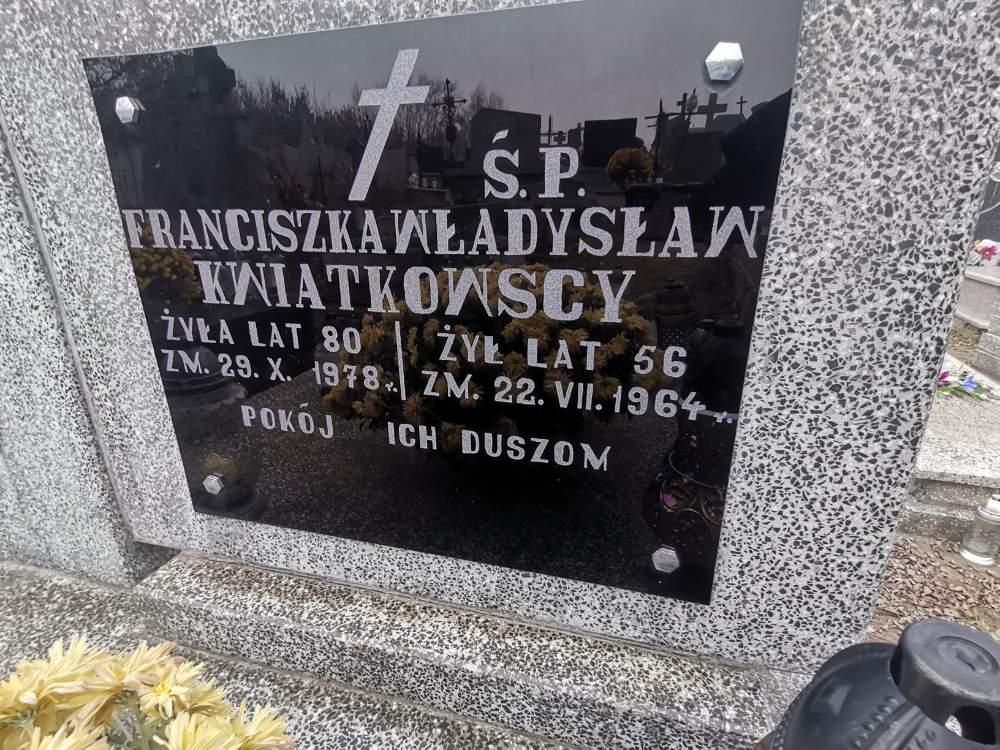 Ś. P.
FRANCISZKA WŁADYSŁAW
KWIATKOWSCY
ŻYŁA LAT 80
ZM. 29. X. 1978 r.
ŻYŁ LAT 56
ZM. 22. VII. 1964 r.
POKÓJ ICH DUSZOM